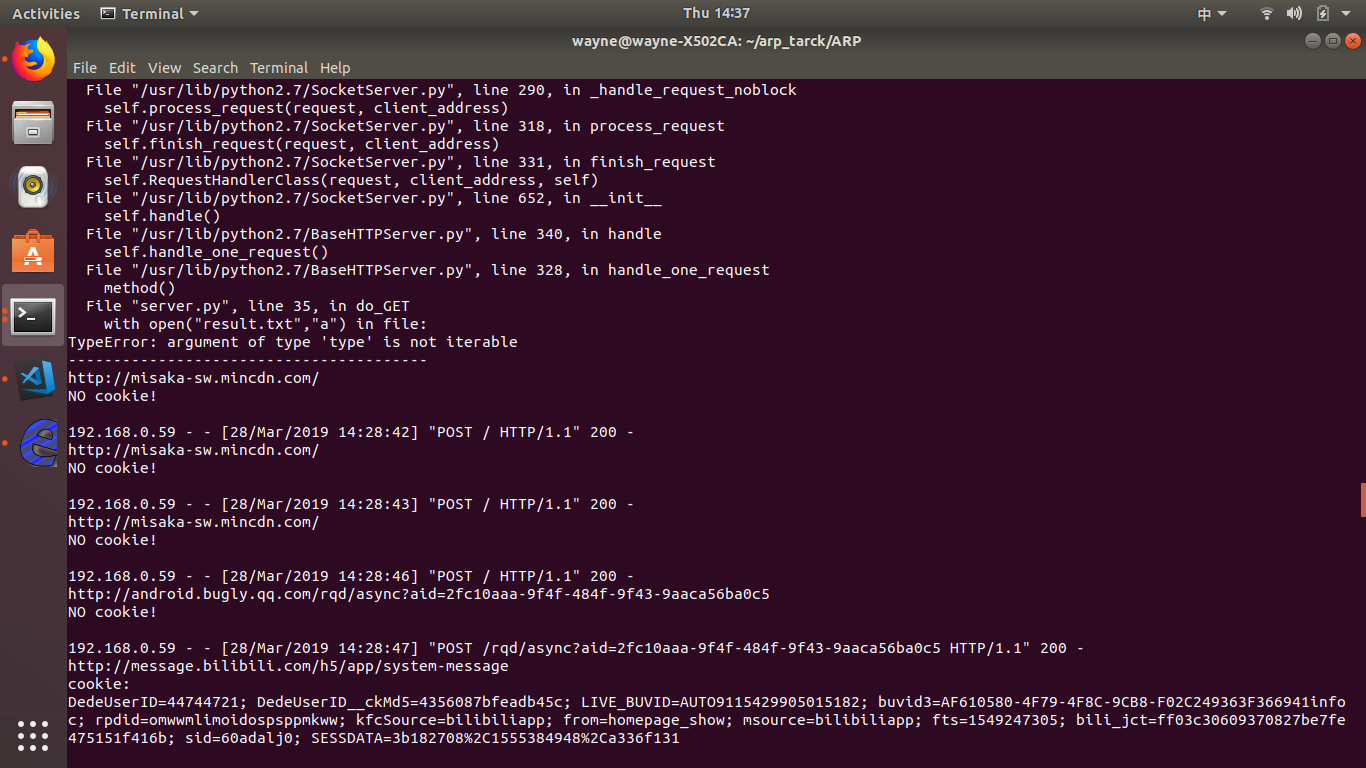 Activities Terminal Thu 14:37 中
wayne@wayne-X502CA: ~/arp_tarck/ARP
File Edit View Search Terminal Help
File "/usr/lib/python2.7/SocketServer.py", line 290, in _handle_request_noblock
self.process_request(request, client_address)
File "/usr/lib/python2.7/SocketServer.py", line 318, in process_request
self.finish_request(request, client_address)
File "/usr/lib/python2.7/SocketServer.py", line 331, in finish_request
self.RequestHandlerClass(request, client_address, self)
File "/usr/lib/python2.7/SocketServer.py", line 652, in __init__
self.handle()
File "/usr/lib/python2.7/BaseHTTPServer.py", line 340, in handle
self.handle_one_request()
File "/usr/lib/python2.7/BaseHTTPServer.py", line 328, in handle_one_request
method()
File "server.py", line 35, in do_GET
with open("result.txt","a") in file:
TypeError: argument of type 'type' is not iterable
----------------------------------------
http://misaka-sw.mincdn.com/
NO cookie!
192.168.0.59 - - [28/Mar/2019 14:28:42] "POST / HTTP/1.1" 200 -
http://misaka-sw.mincdn.com/
NO cookie!
192.168.0.59 - - [28/Mar/2019 14:28:43] "POST / HTTP/1.1" 200 -
http://misaka-sw.mincdn.com/
NO cookie!
192.168.0.59 - - [28/Mar/2019 14:28:46] "POST / HTTP/1.1" 200 -
http://android.bugly.qq.com/rqd/async?aid=2fc10aaa-9f4f-484f-9f43-9aaca56ba0c5
NO cookie!
192.168.0.59 - - [28/Mar/2019 14:28:47] "POST /rqd/async?aid=2fc10aaa-9f4f-484f-9f43-9aaca56ba0c5 HTTP/1.1" 200 -
http://message.bilibili.com/h5/app/system-message
cookie:
DedeUserID=44744721; DedeUserID__ckMd5=4356087bfeadb45c; LIVE_BUVID=AUTO9115429905015182; buvid3=AF610580-4F79-4F8C-9CB8-F02C249363F366941info
c; rpdid=omwwmlimoidospsppmkww; kfcSource=bilibiliapp; from=homepage_show; msource=bilibiliapp; fts=1549247305; bili_jct=ff03c30609370827be7fe
475151f416b; sid=60adalj0; SESSDATA=3b182708%2C1555384948%2Ca336f131